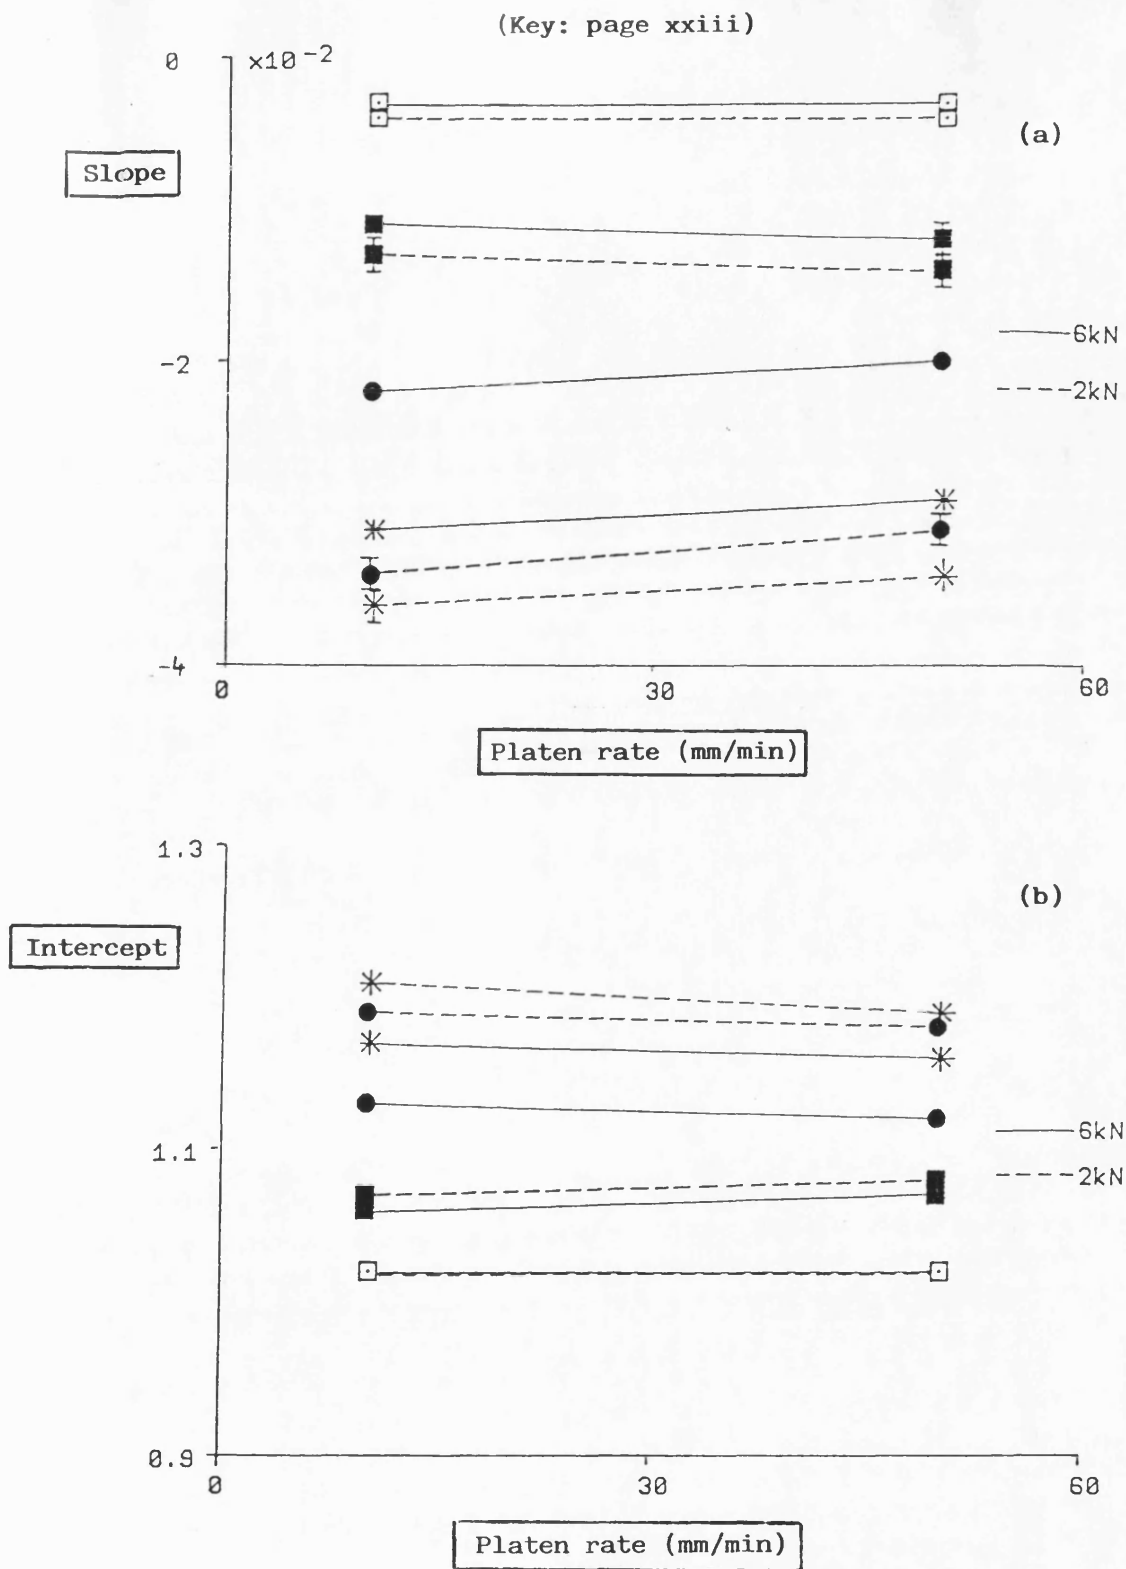 (Key: page xxiii)
0 ×10⁻²
(a)
Slope
6kN
-2
2kN
-4
0 30 60
Platen rate (mm/min)
1.3
(b)
Intercept
6kN
1.1
2kN
0.9
0 30 60
Platen rate (mm/min)